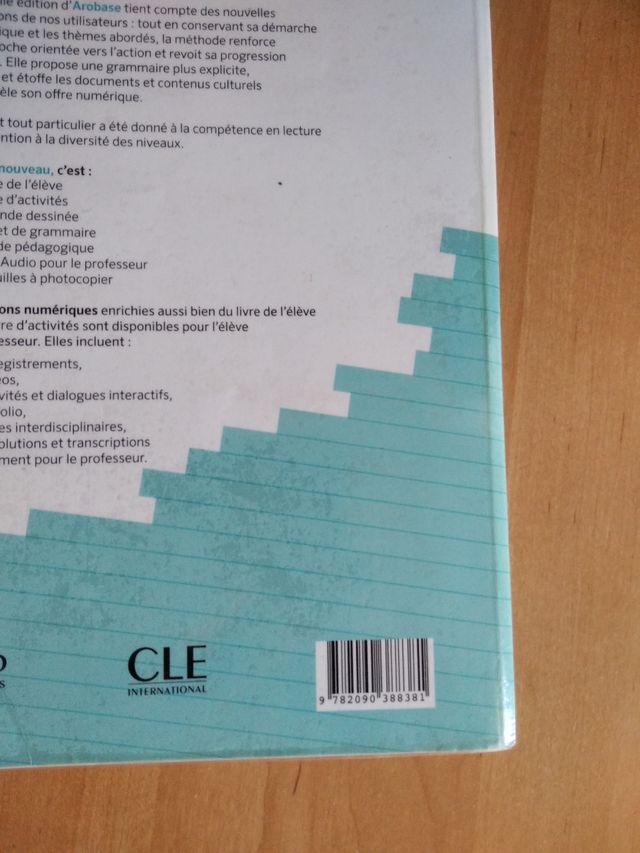 édition d'Arobase tient compte des nouvelles
ons de nos utilisateurs : tout en conservant sa démarche
ique et les thèmes abordés, la méthode renforce
oche orientée vers l'action et revoit sa progression
. Elle propose une grammaire plus explicite,
et étoffe les documents et contenus culturels
èle son offre numérique.
t tout particulier a été donné à la compétence en lecture
ention à la diversité des niveaux.
nouveau, c'est :
e de l'élève
e d'activités
nde dessinée
et de grammaire
de pédagogique
Audio pour le professeur
uilles à photocopier
ons numériques enrichies aussi bien du livre de l'élève
re d'activités sont disponibles pour l'élève
esseur. Elles incluent :
egistrements,
éos,
vités et dialogues interactifs,
olio,
es interdisciplinaires,
olutions et transcriptions
ment pour le professeur.
CLE
INTERNATIONAL
9 782090 388381